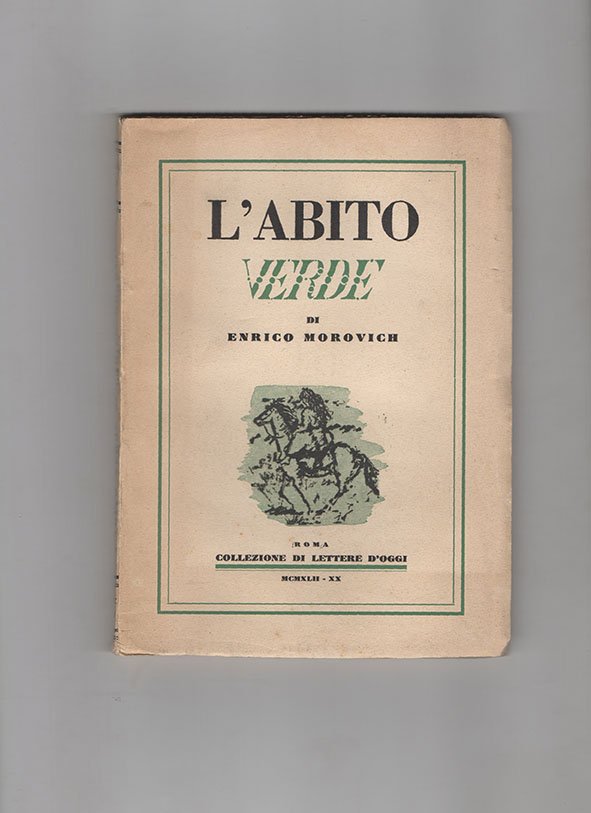 L'ABITO
VERDE
DI
ENRICO MOROVICH
ROMA
COLLEZIONE DI LETTERE D'OGGI
MCMXLII - XX